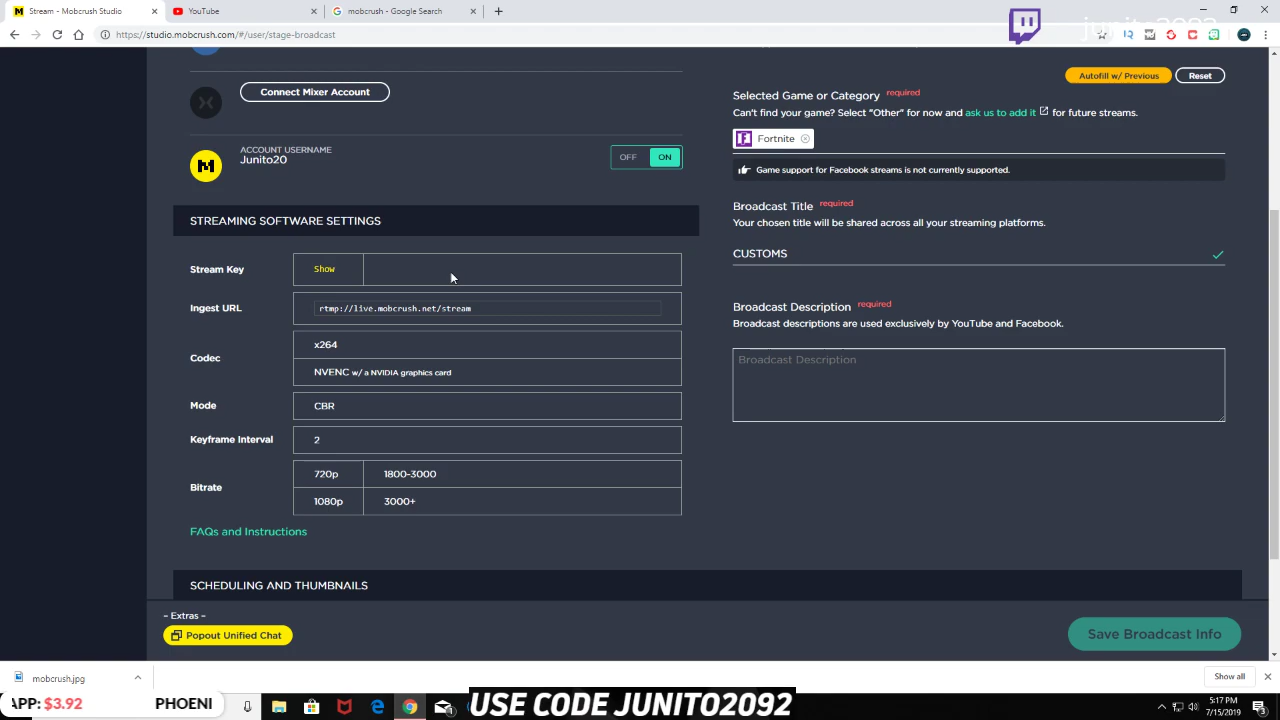 Stream - Mobcrush Studio
YouTube
mobcrush - Google Search
junito2092
https://studio.mobcrush.com/#/user/stage-broadcast
Connect Mixer Account
ACCOUNT USERNAME
Junito20
OFF ON
STREAMING SOFTWARE SETTINGS
Stream Key Show
Ingest URL rtmp://live.mobcrush.net/stream
Codec x264
NVENC w/ a NVIDIA graphics card
Mode CBR
Keyframe Interval 2
Bitrate 720p 1800-3000
1080p 3000+
FAQs and Instructions
Autofill w/ Previous Reset
Selected Game or Category required
Can't find your game? Select "Other" for now and ask us to add it for future streams.
Fortnite
Game support for Facebook streams is not currently supported.
Broadcast Title required
Your chosen title will be shared across all your streaming platforms.
CUSTOMS
Broadcast Description required
Broadcast descriptions are used exclusively by YouTube and Facebook.
Broadcast Description
SCHEDULING AND THUMBNAILS
– Extras –
Popout Unified Chat
Save Broadcast Info
mobcrush.jpg
Show all
APP: $3.92 PHOENI
USE CODE JUNITO2092
5:17 PM
7/15/2019